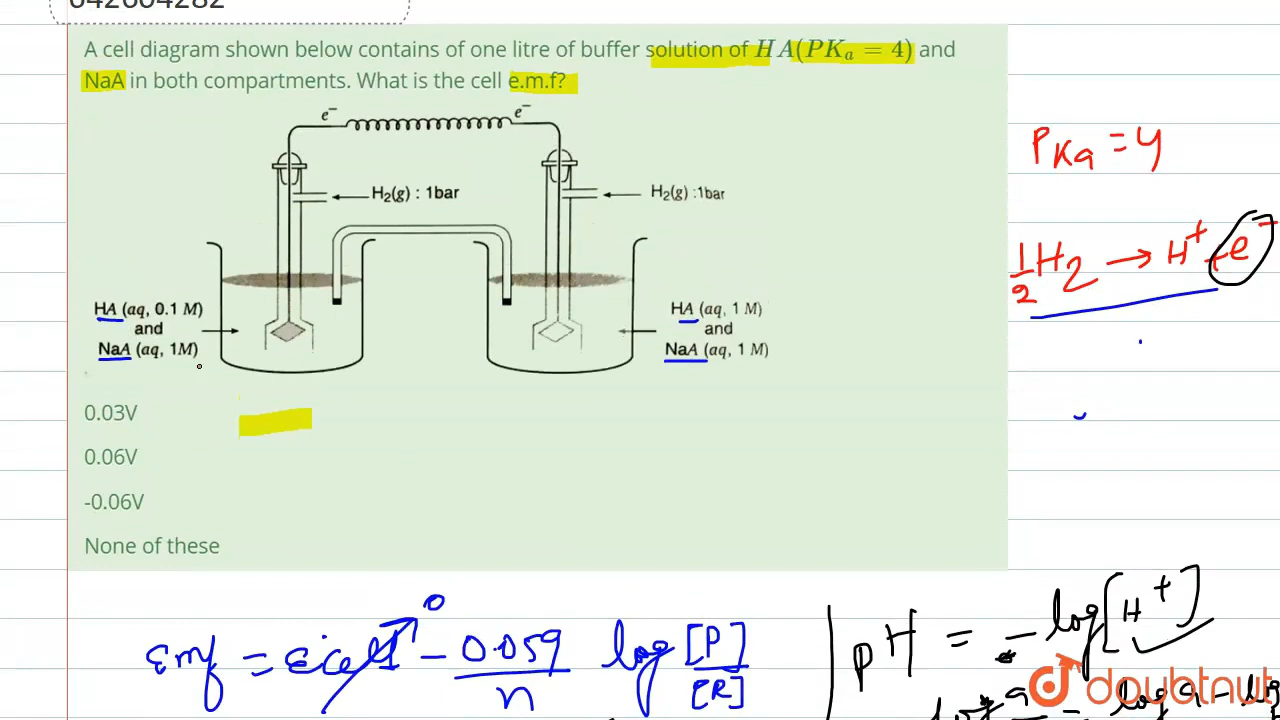 642604282
A cell diagram shown below contains of one litre of buffer solution of HA(PKₐ = 4) and
NaA in both compartments. What is the cell e.m.f?
e⁻ e⁻
H₂(g) : 1bar
H₂(g) :1bar
HA (aq, 0.1 M)
and
NaA (aq, 1M)
HA (aq, 1 M)
and
NaA (aq, 1 M)
0.03V
0.06V
-0.06V
None of these
PKa = 4
1/2 H₂ → H⁺ + e⁻
0
emf = - 0.059/n log [P]/[R]
pH = - log [H⁺]
doubtnut